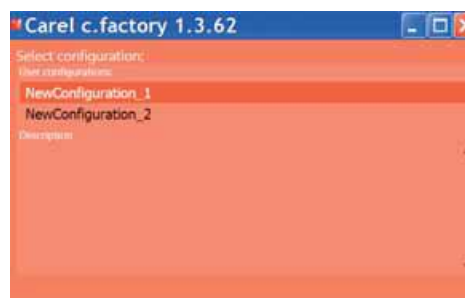 Carel c.factory 1.3.62
Select configuration:
User configurations:
NewConfiguration_1
NewConfiguration_2
Description